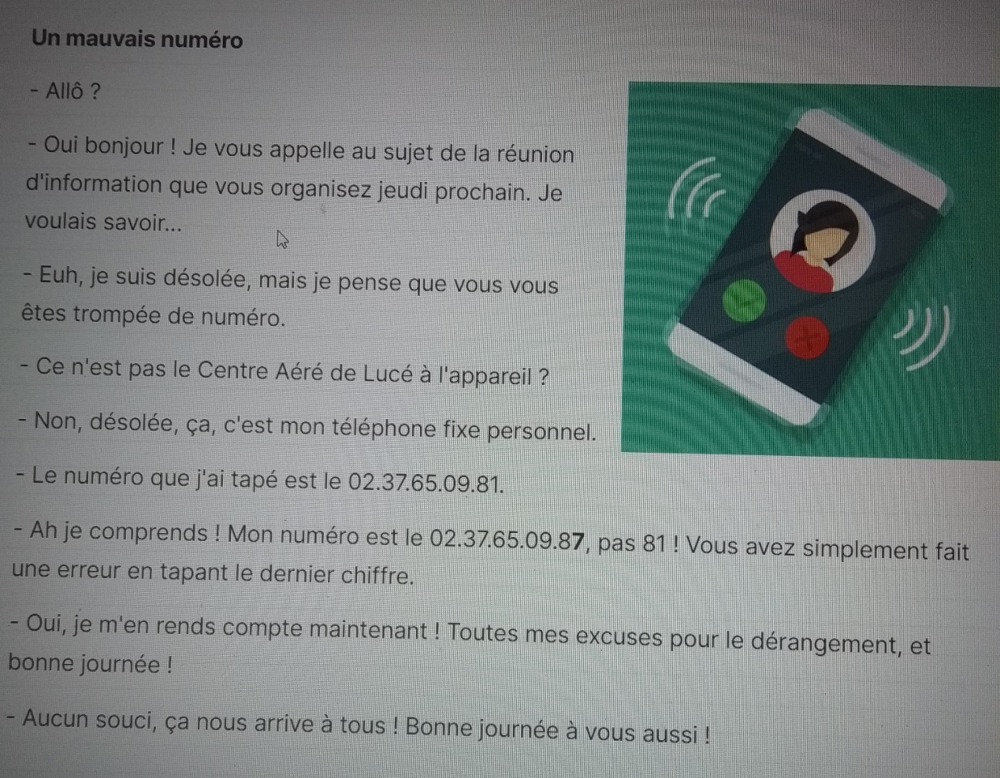 Un mauvais numéro
- Allô ?
- Oui bonjour ! Je vous appelle au sujet de la réunion
d'information que vous organisez jeudi prochain. Je
voulais savoir...
- Euh, je suis désolée, mais je pense que vous vous
êtes trompée de numéro.
- Ce n'est pas le Centre Aéré de Lucé à l'appareil ?
- Non, désolée, ça, c'est mon téléphone fixe personnel.
- Le numéro que j'ai tapé est le 02.37.65.09.81.
- Ah je comprends ! Mon numéro est le 02.37.65.09.87, pas 81 ! Vous avez simplement fait
une erreur en tapant le dernier chiffre.
- Oui, je m'en rends compte maintenant ! Toutes mes excuses pour le dérangement, et
bonne journée !
- Aucun souci, ça nous arrive à tous ! Bonne journée à vous aussi !